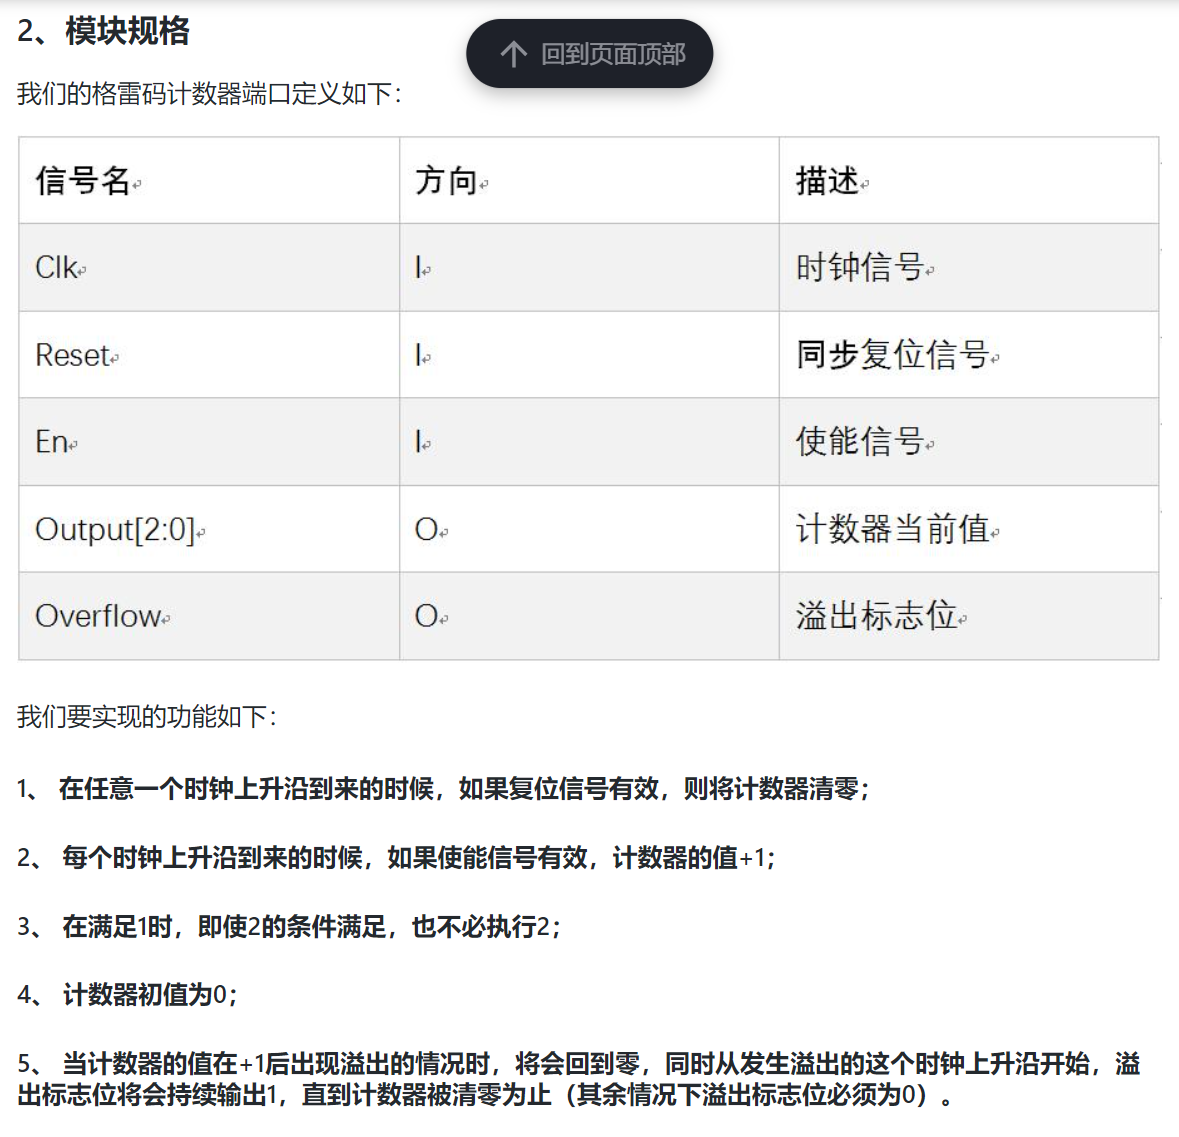 2、模块规格
回到页面顶部
我们的格雷码计数器端口定义如下：
信号名 方向 描述
Clk I 时钟信号
Reset I 同步复位信号
En I 使能信号
Output[2:0] O 计数器当前值
Overflow O 溢出标志位
我们要实现的功能如下：
1、 在任意一个时钟上升沿到来的时候，如果复位信号有效，则将计数器清零；
2、 每个时钟上升沿到来的时候，如果使能信号有效，计数器的值+1；
3、 在满足1时，即使2的条件满足，也不必执行2；
4、 计数器初值为0；
5、 当计数器的值在+1后出现溢出的情况时，将会回到零，同时从发生溢出的这个时钟上升沿开始，溢
出标志位将会持续输出1，直到计数器被清零为止（其余情况下溢出标志位必须为0）。